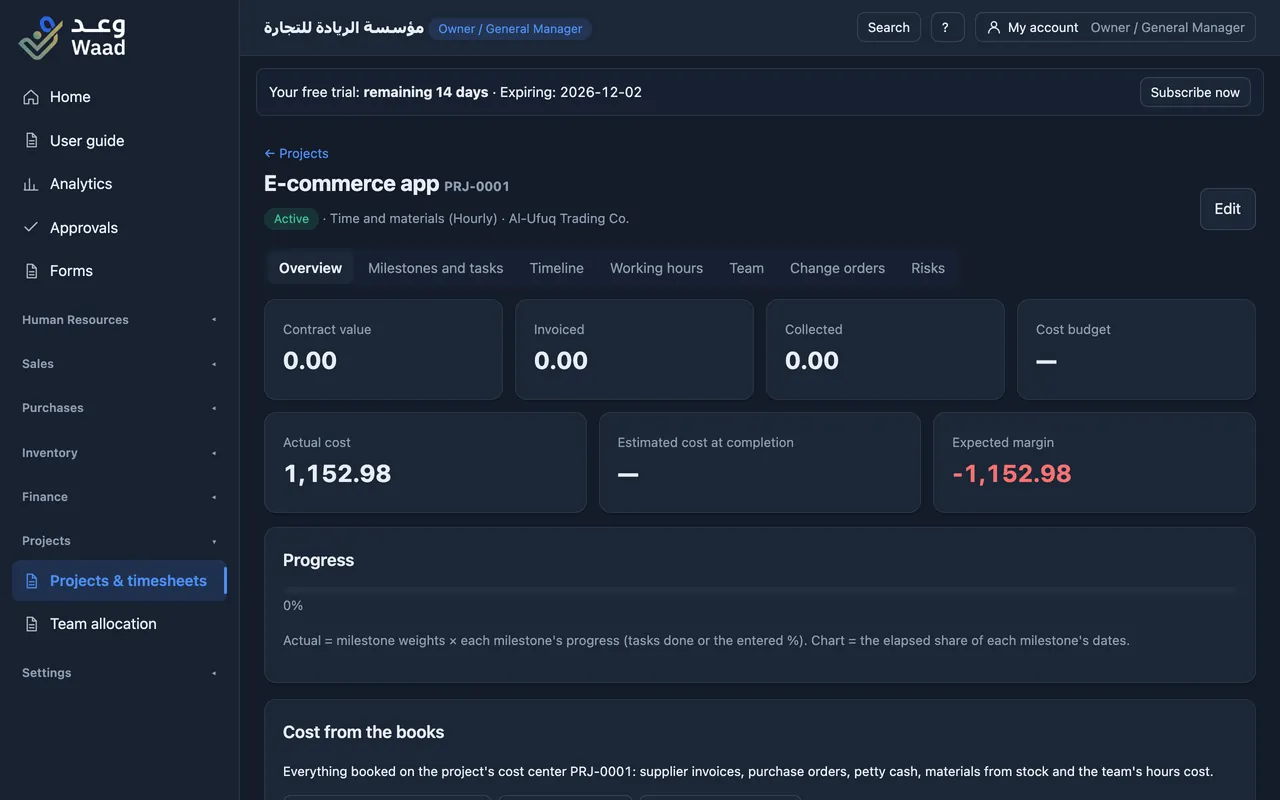 وعد
Waad
Home
User guide
Analytics
Approvals
Forms
Human Resources
Sales
Purchases
Inventory
Finance
Projects
Projects & timesheets
Team allocation
Settings
مؤسسة الريادة للتجارة Owner / General Manager
Search ? My account Owner / General Manager
Your free trial: remaining 14 days · Expiring: 2026-12-02 Subscribe now
← Projects
E-commerce app PRJ-0001
Active · Time and materials (Hourly) · Al-Ufuq Trading Co.
Edit
Overview Milestones and tasks Timeline Working hours Team Change orders Risks
Contract value Invoiced Collected Cost budget
0.00 0.00 0.00 —
Actual cost Estimated cost at completion Expected margin
1,152.98 — -1,152.98
Progress
0%
Actual = milestone weights × each milestone's progress (tasks done or the entered %). Chart = the elapsed share of each milestone's dates.
Cost from the books
Everything booked on the project's cost center PRJ-0001: supplier invoices, purchase orders, petty cash, materials from stock and the team's hours cost.